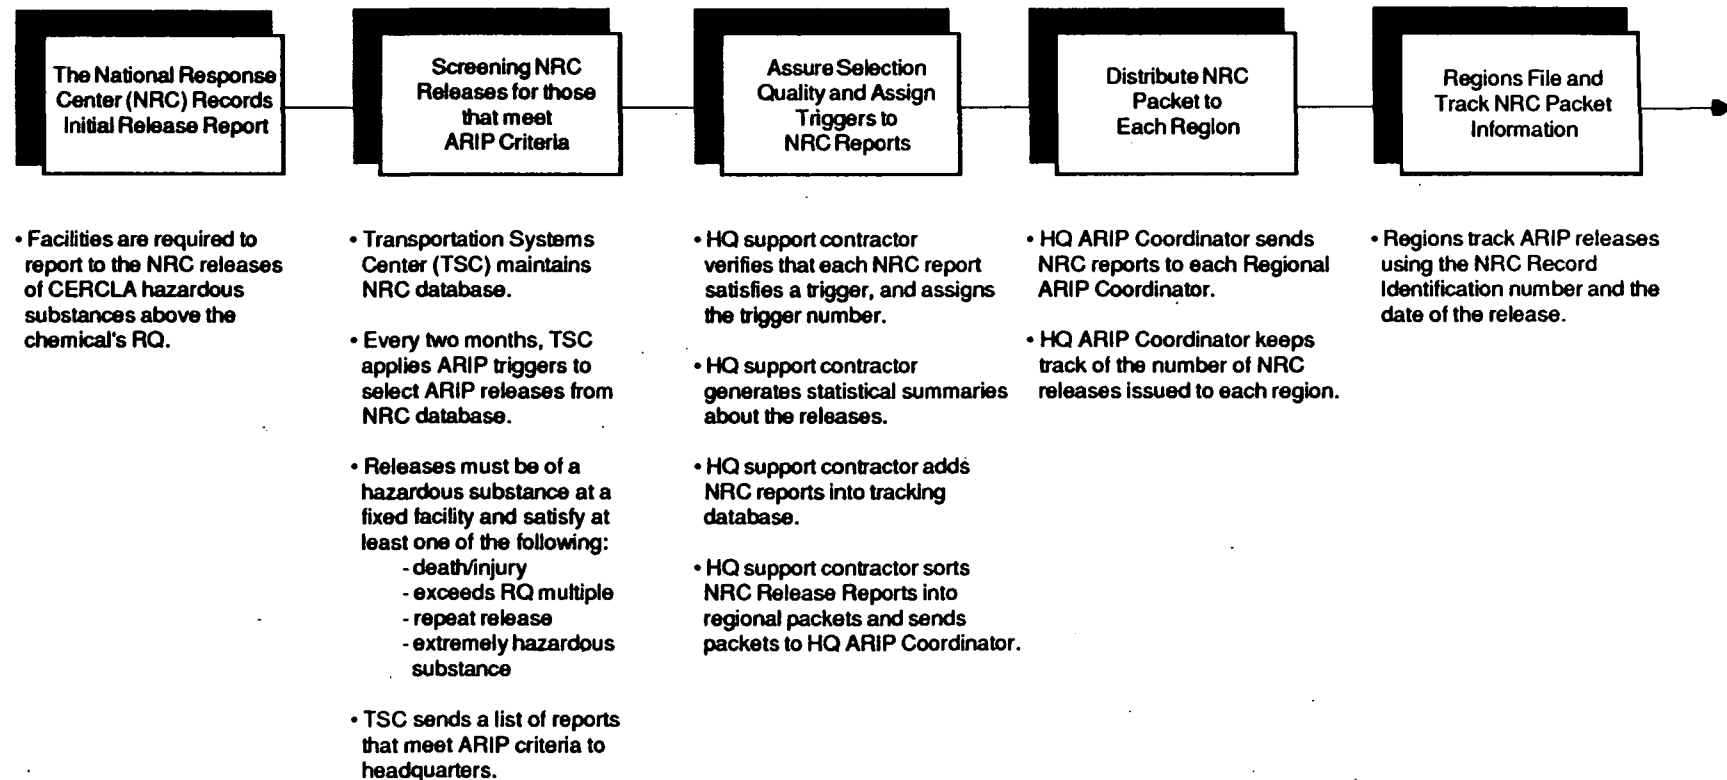 The National Response
Center (NRC) Records
Initial Release Report
Screening NRC
Releases for those
that meet
ARIP Criteria
Assure Selection
Quality and Assign
Triggers to
NRC Reports
Distribute NRC
Packet to
Each Region
Regions File and
Track NRC Packet
Information
• Facilities are required to
report to the NRC releases
of CERCLA hazardous
substances above the
chemical's RQ.
• Transportation Systems
Center (TSC) maintains
NRC database.
• Every two months, TSC
applies ARIP triggers to
select ARIP releases from
NRC database.
• Releases must be of a
hazardous substance at a
fixed facility and satisfy at
least one of the following:
- death/injury
- exceeds RQ multiple
- repeat release
- extremely hazardous
substance
• TSC sends a list of reports
that meet ARIP criteria to
headquarters.
• HQ support contractor
verifies that each NRC report
satisfies a trigger, and assigns
the trigger number.
• HQ support contractor
generates statistical summaries
about the releases.
• HQ support contractor adds
NRC reports into tracking
database.
• HQ support contractor sorts
NRC Release Reports into
regional packets and sends
packets to HQ ARIP Coordinator.
• HQ ARIP Coordinator sends
NRC reports to each Regional
ARIP Coordinator.
• HQ ARIP Coordinator keeps
track of the number of NRC
releases issued to each region.
• Regions track ARIP releases
using the NRC Record
Identification number and the
date of the release.